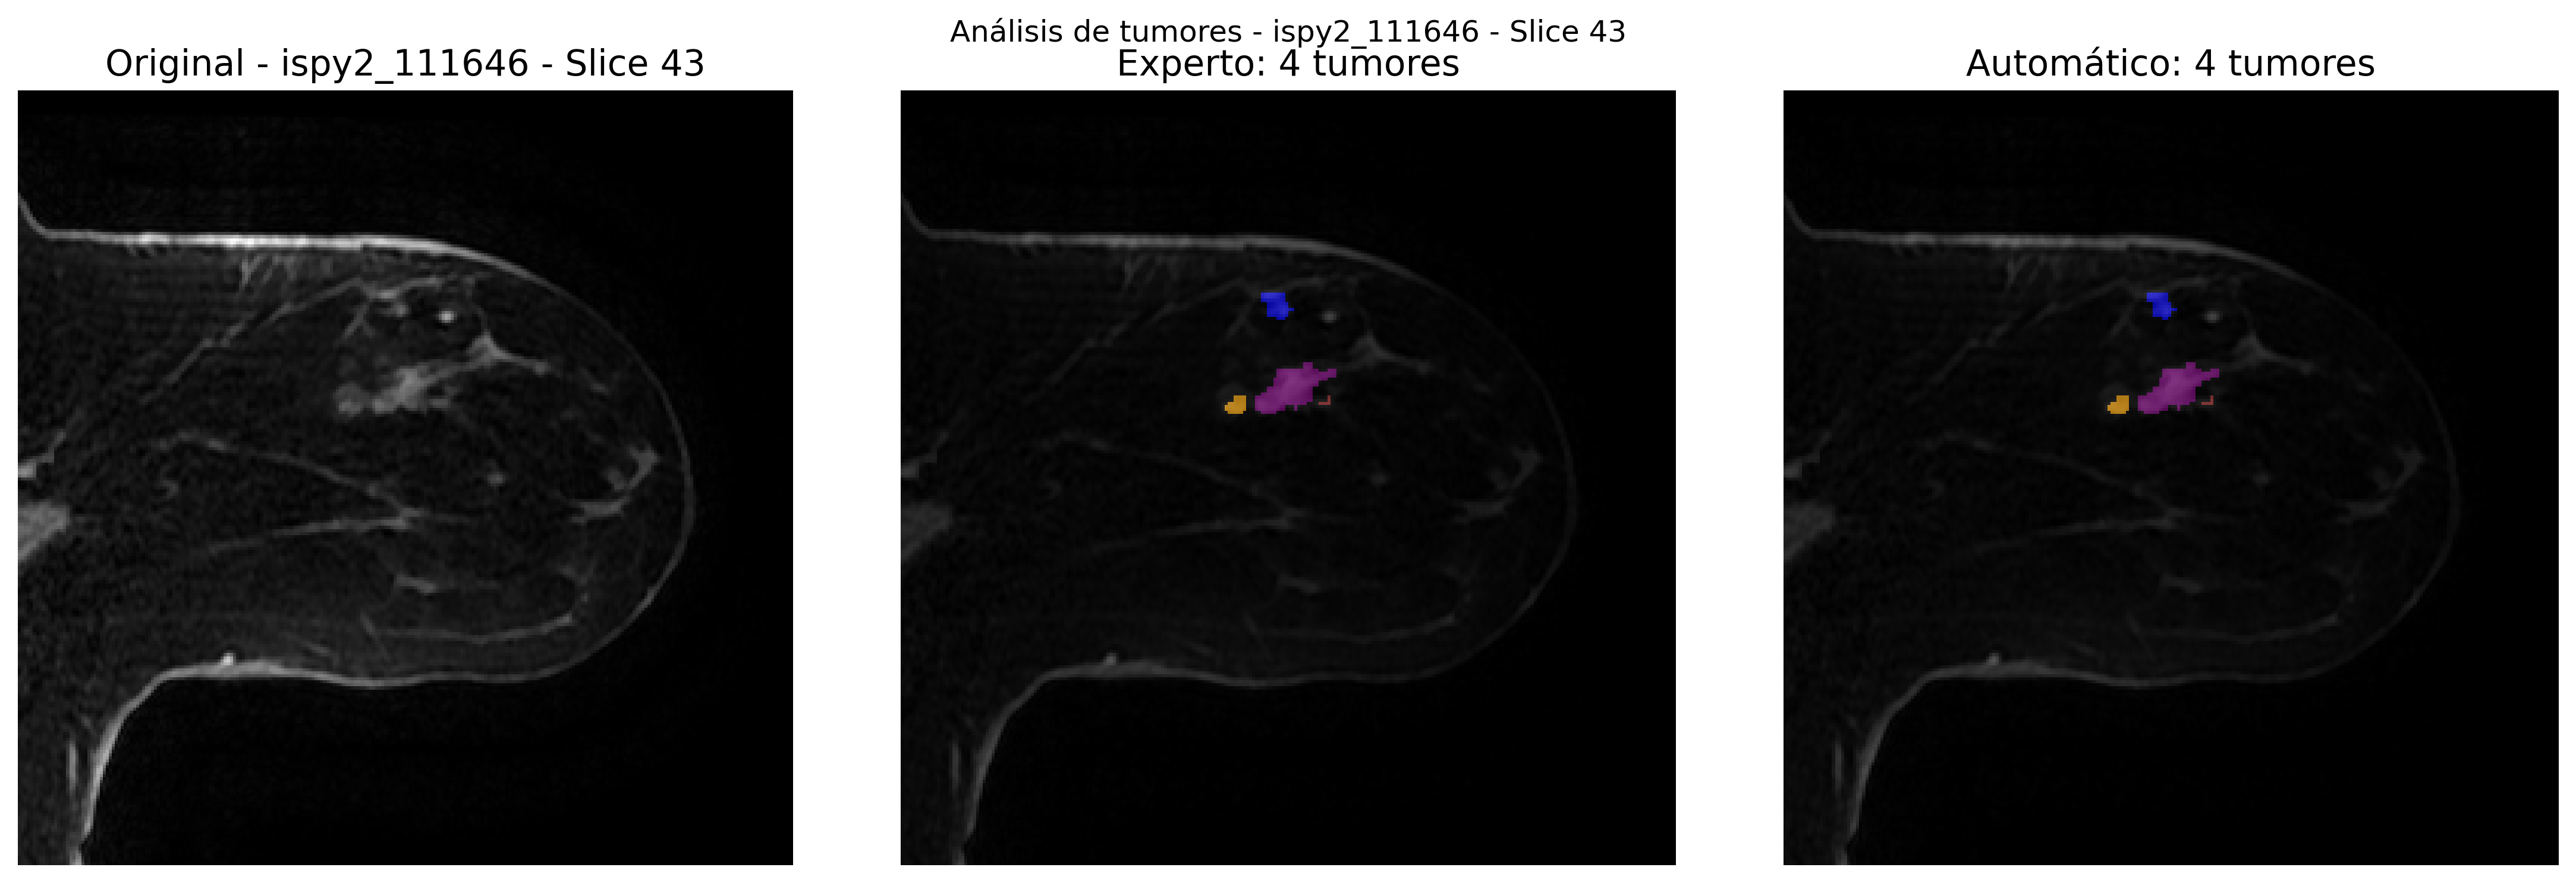 Análisis de tumores - ispy2_111646 - Slice 43
Original - ispy2_111646 - Slice 43
Experto: 4 tumores
Automático: 4 tumores